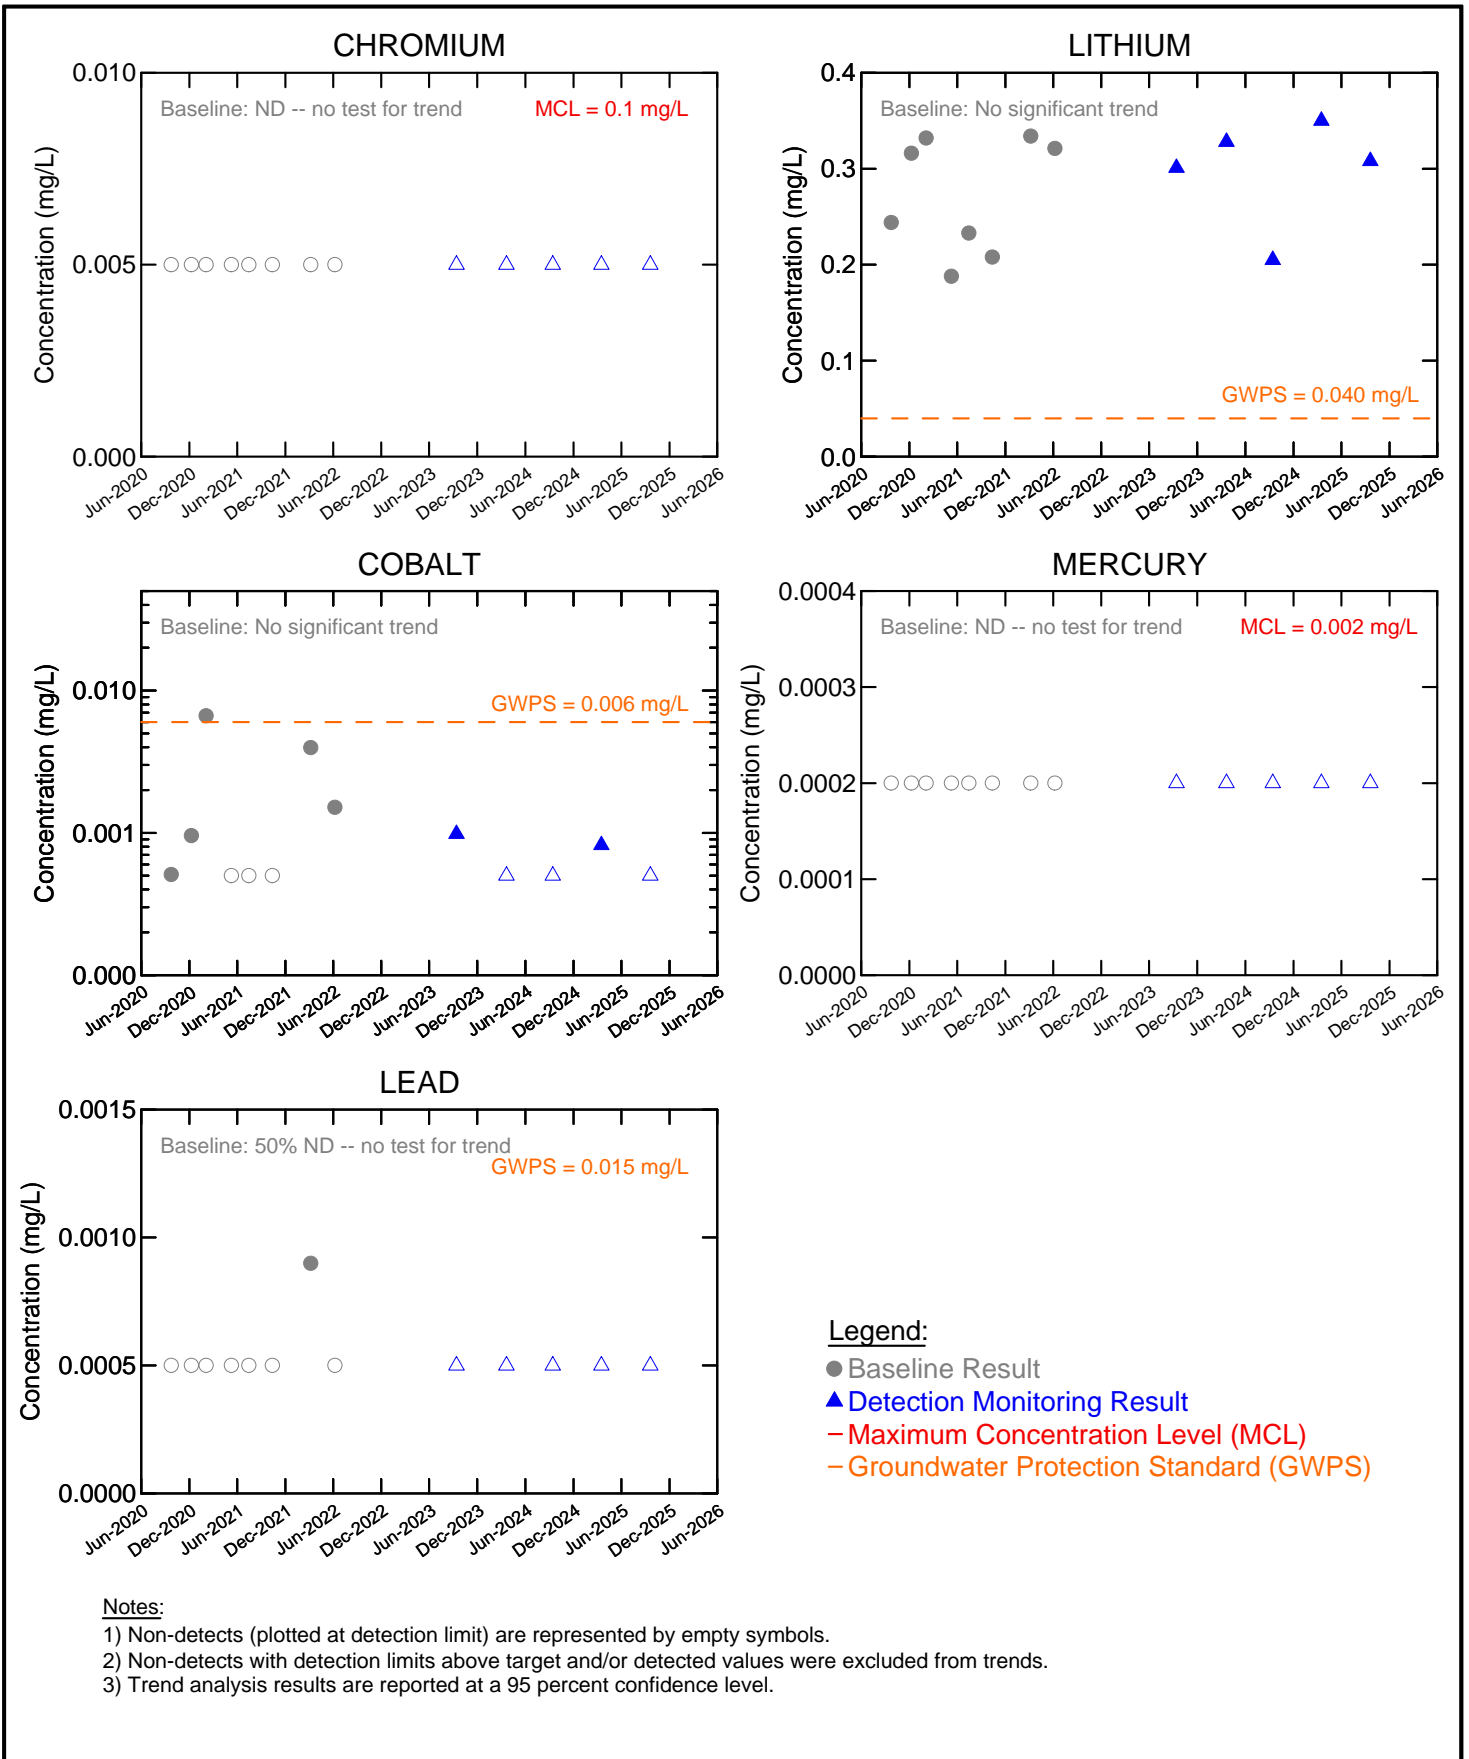 CHROMIUM
Concentration (mg/L)
0.010
0.005
0.000
Baseline: ND -- no test for trend
MCL = 0.1 mg/L
Jun-2020
Dec-2020
Jun-2021
Dec-2021
Jun-2022
Dec-2022
Jun-2023
Dec-2023
Jun-2024
Dec-2024
Jun-2025
Dec-2025
Jun-2026
LITHIUM
Concentration (mg/L)
0.4
0.3
0.2
0.1
0.0
Baseline: No significant trend
GWPS = 0.040 mg/L
Jun-2020
Dec-2020
Jun-2021
Dec-2021
Jun-2022
Dec-2022
Jun-2023
Dec-2023
Jun-2024
Dec-2024
Jun-2025
Dec-2025
Jun-2026
COBALT
Concentration (mg/L)
0.010
0.001
0.000
Baseline: No significant trend
GWPS = 0.006 mg/L
Jun-2020
Dec-2020
Jun-2021
Dec-2021
Jun-2022
Dec-2022
Jun-2023
Dec-2023
Jun-2024
Dec-2024
Jun-2025
Dec-2025
Jun-2026
MERCURY
Concentration (mg/L)
0.0004
0.0003
0.0002
0.0001
0.0000
Baseline: ND -- no test for trend
MCL = 0.002 mg/L
Jun-2020
Dec-2020
Jun-2021
Dec-2021
Jun-2022
Dec-2022
Jun-2023
Dec-2023
Jun-2024
Dec-2024
Jun-2025
Dec-2025
Jun-2026
LEAD
Concentration (mg/L)
0.0015
0.0010
0.0005
0.0000
Baseline: 50% ND -- no test for trend
GWPS = 0.015 mg/L
Jun-2020
Dec-2020
Jun-2021
Dec-2021
Jun-2022
Dec-2022
Jun-2023
Dec-2023
Jun-2024
Dec-2024
Jun-2025
Dec-2025
Jun-2026
Legend:
Baseline Result
Detection Monitoring Result
Maximum Concentration Level (MCL)
Groundwater Protection Standard (GWPS)
Notes:
1) Non-detects (plotted at detection limit) are represented by empty symbols.
2) Non-detects with detection limits above target and/or detected values were excluded from trends.
3) Trend analysis results are reported at a 95 percent confidence level.